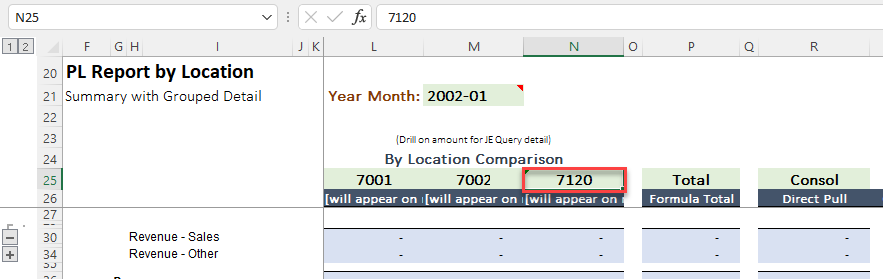 N25 fx 7120
1 2 F G H I J K L M N O P Q R
20 PL Report by Location
21 Summary with Grouped Detail Year Month: 2002-01
22
23 (Drill on amount for JE Query detail)
24 By Location Comparison
25 7001 7002 7120 Total Consol
26 [will appear on [will appear on [will appear on Formula Total Direct Pull
27
30 Revenue - Sales - - - - -
34 Revenue - Other - - - - -